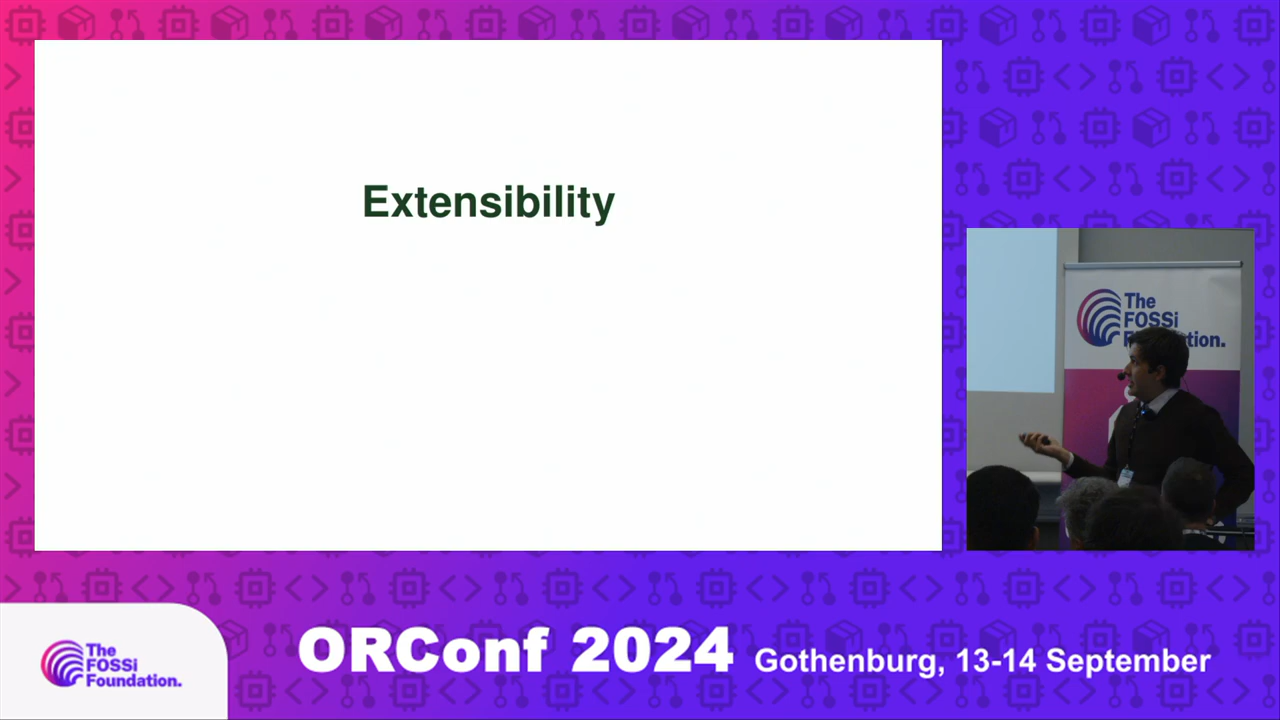 Extensibility
The
FOSSi
Foundation.
The
FOSSi
Foundation.
ORConf 2024 Gothenburg, 13-14 September